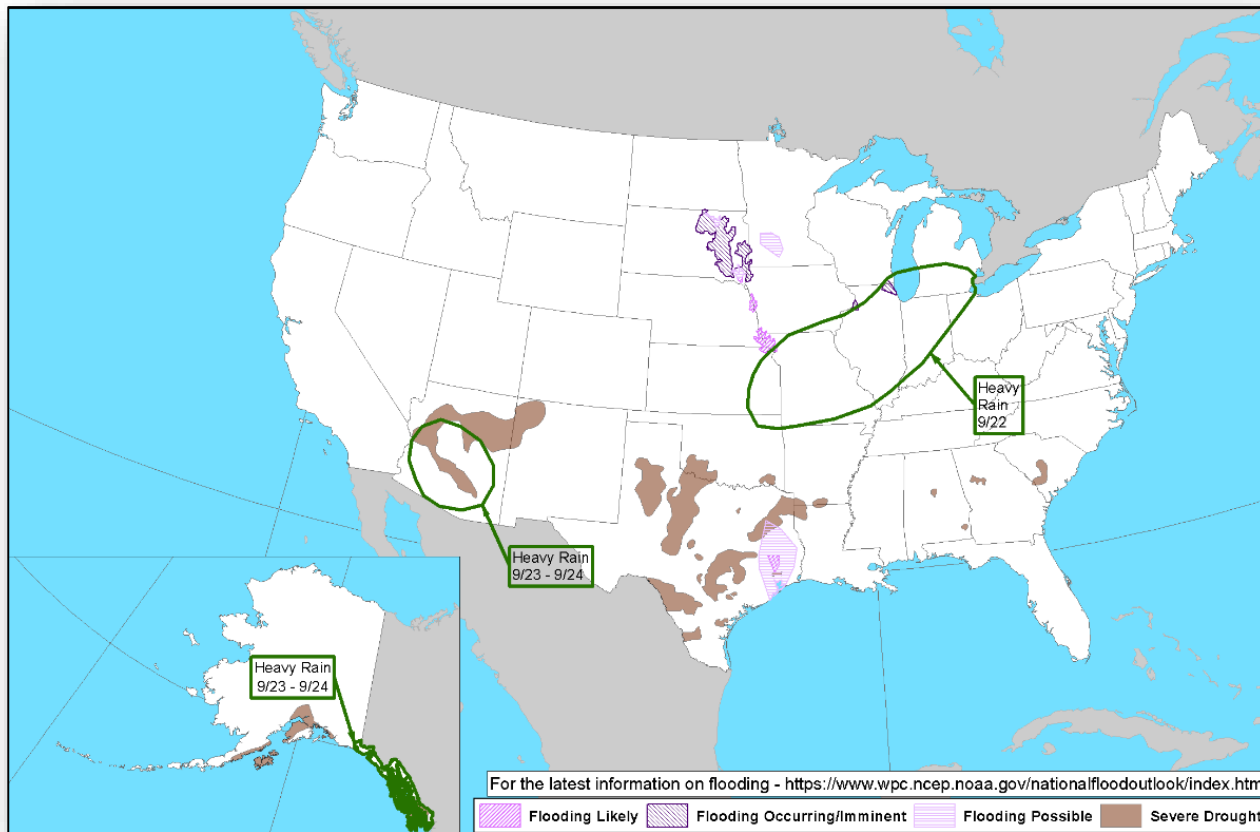 Heavy
Rain
9/22
Heavy Rain
9/23 - 9/24
Heavy Rain
9/23 - 9/24
For the latest information on flooding - https://www.wpc.ncep.noaa.gov/nationalfloodoutlook/index.htm
Flooding Likely
Flooding Occurring/Imminent
Flooding Possible
Severe Drought